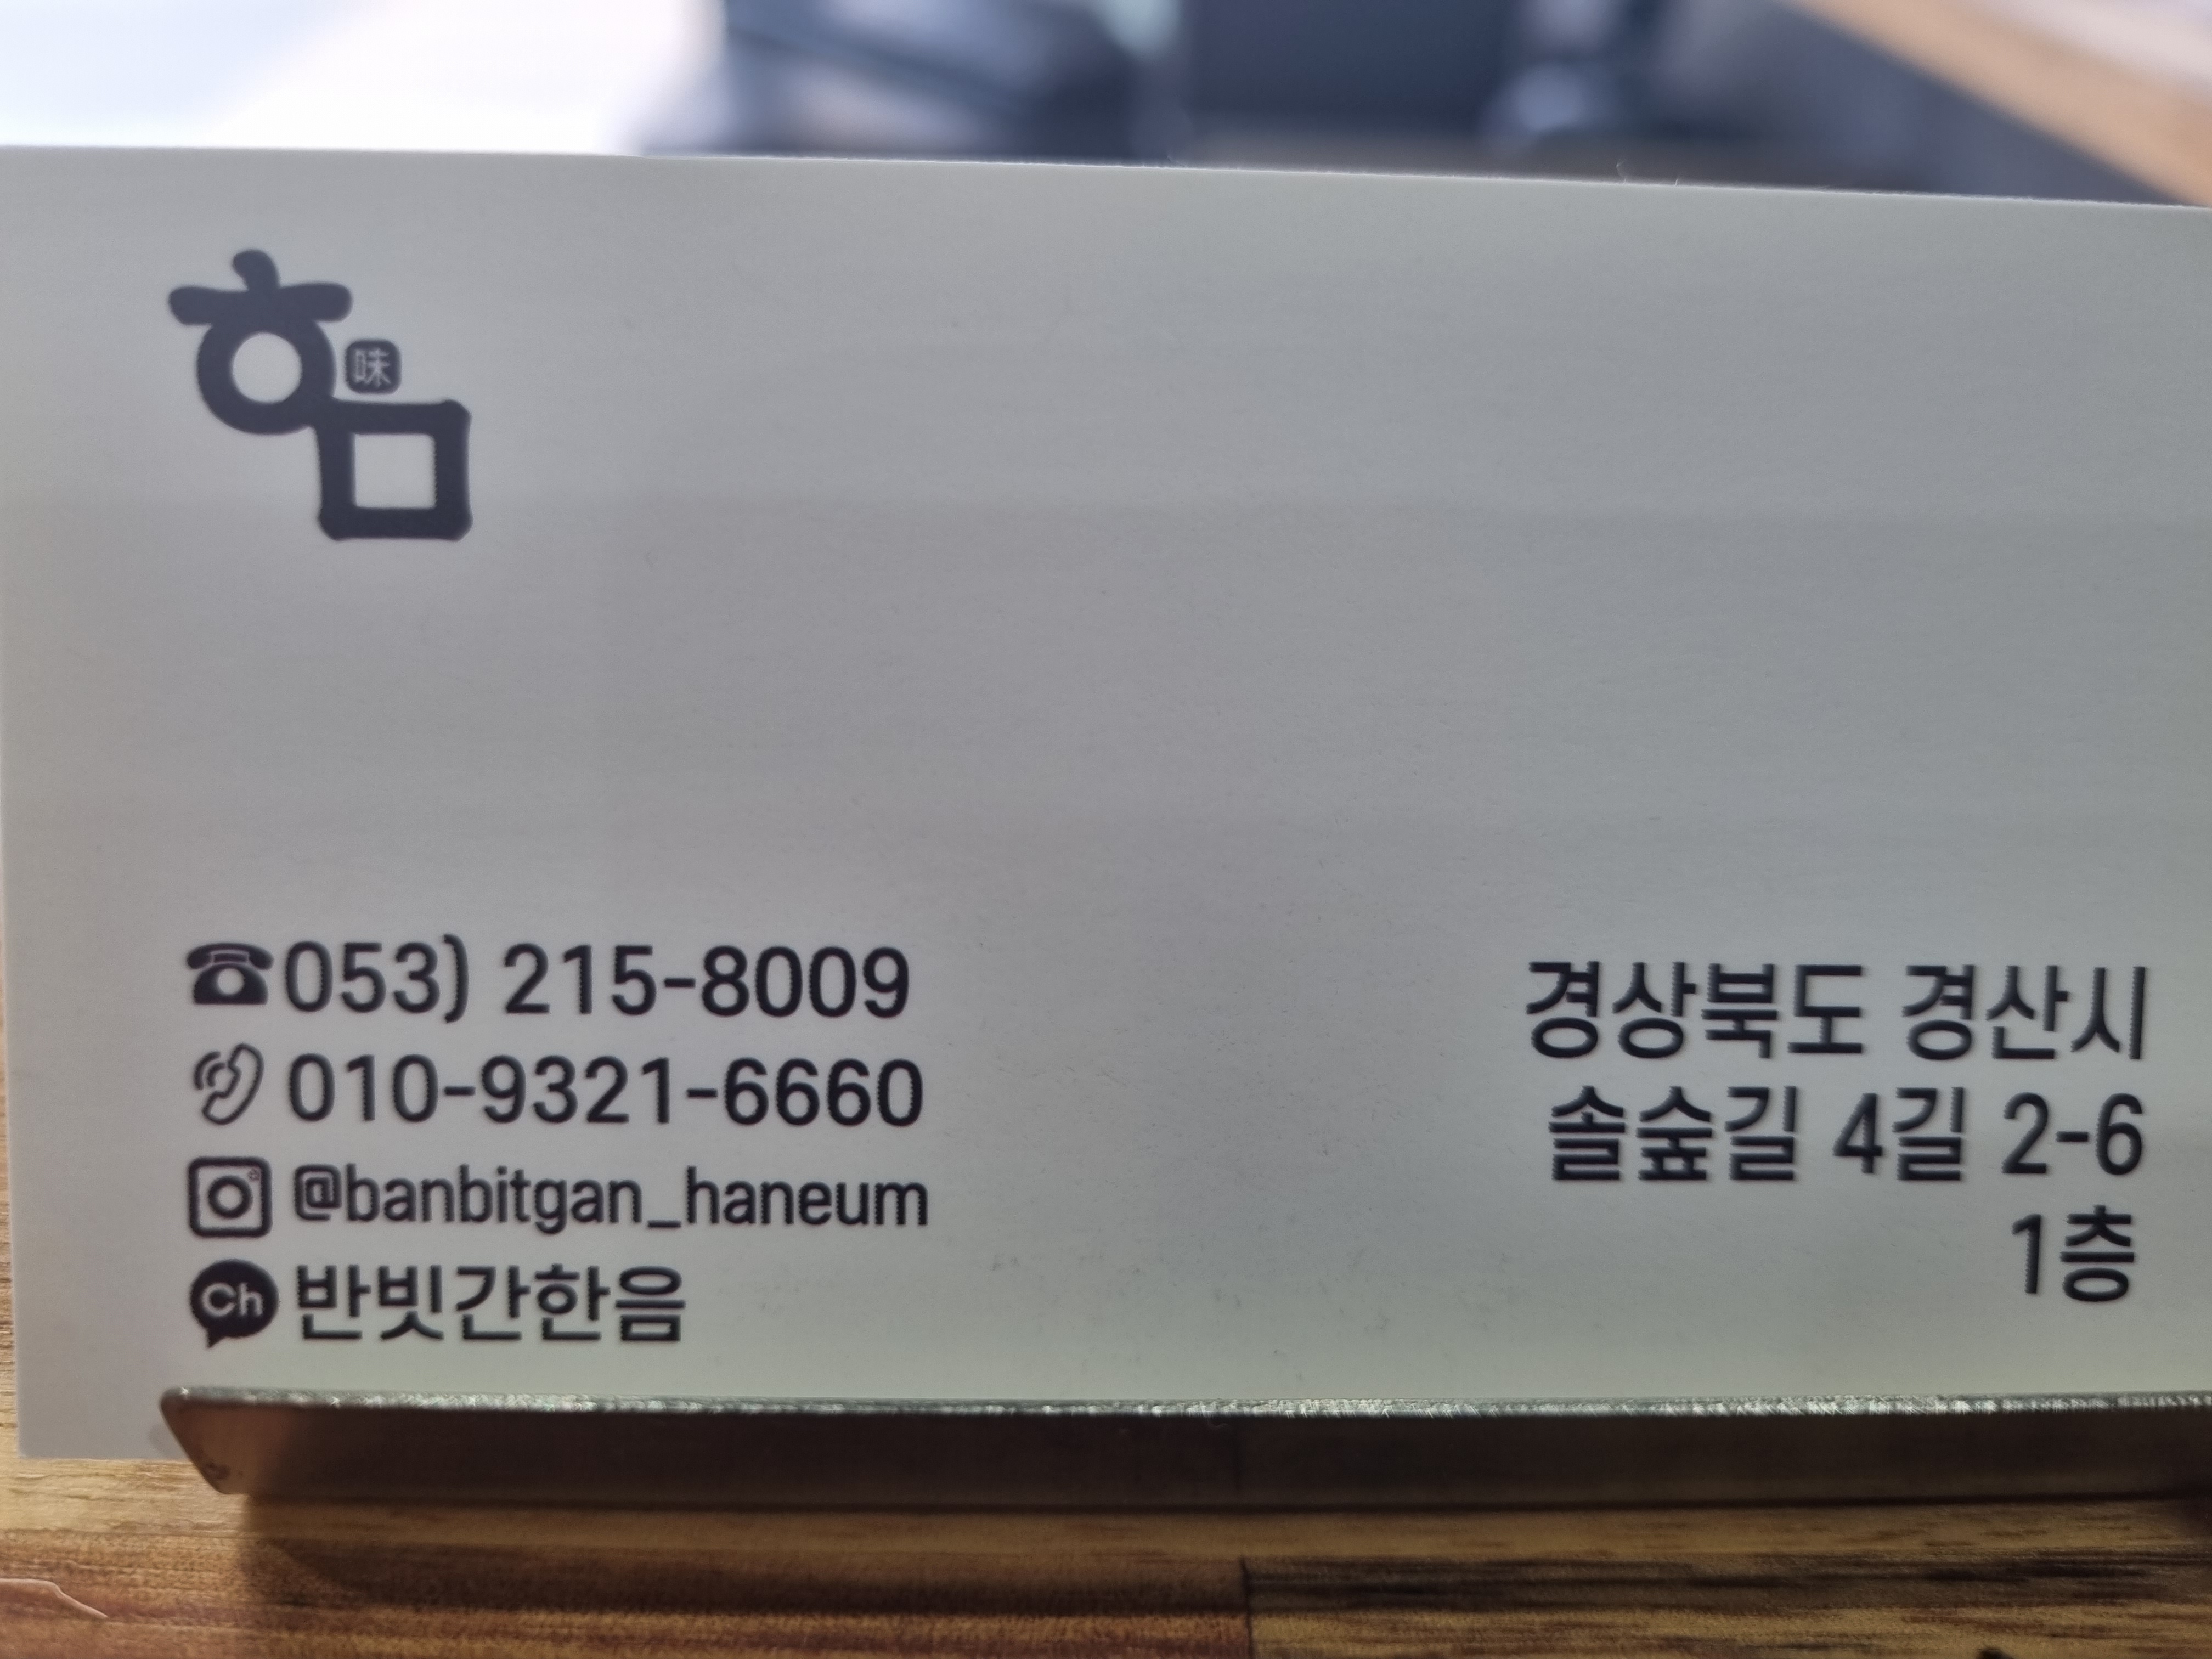 味
053) 215-8009
010-9321-6660
@banbitgan_haneum
Ch 반빗간한음
경상북도 경산시
솔숲길 4길 2-6
1층